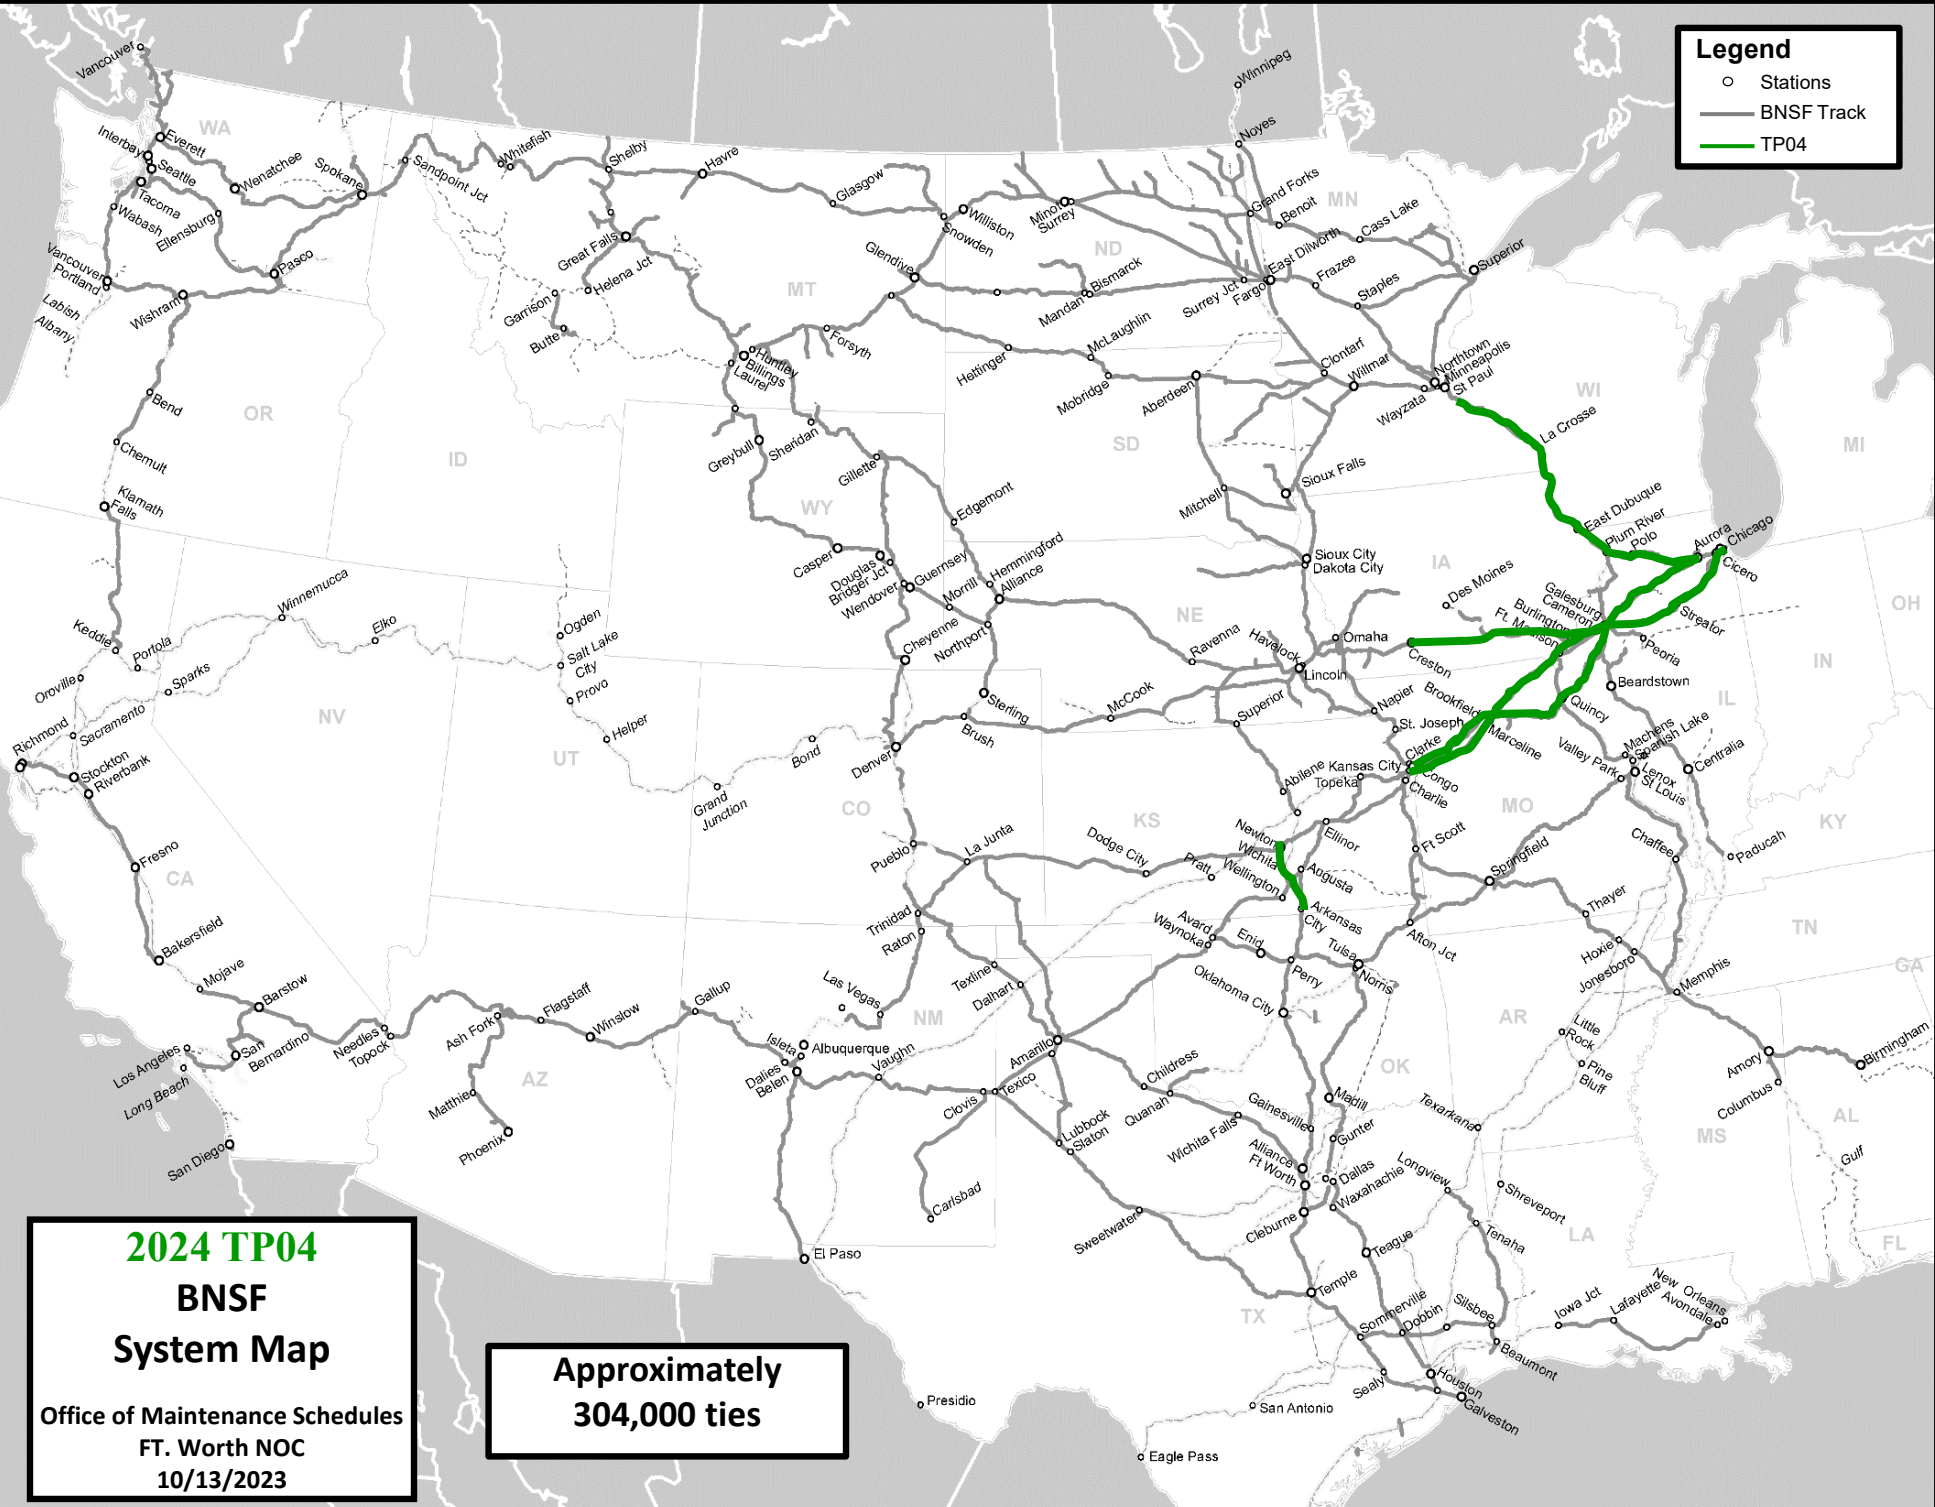 Legend
Stations
BNSF Track
TP04
Vancouver
Winnipeg
Noyes
WA
Everett
Interbay
Seattle
Tacoma
Wabash
Wenatchee
Ellensburg
Spokane
Sandpoint Jct
Whitefish
Shelby
Havre
Glasgow
Williston
Snowden
Minot
Surrey
Grand Forks
Benoit
MN
Cass Lake
Superior
Vancouver
Portland
Labish
Albany
Pasco
Wishram
Great Falls
Helena Jct
Garrison
Butte
MT
Glendive
ND
Bismarck
Mandan
Surrey Jct
Fargo
East Dilworth
Frazee
Staples
Forsyth
Huntley
Billings
Laurel
Hettinger
McLaughlin
Mobridge
Aberdeen
Clontarf
Willmar
Wayzata
Northtown
Minneapolis
St Paul
WI
La Crosse
MI
Bend
OR
Chemult
Klamath
Falls
ID
Greybull
Sheridan
Gillette
WY
SD
Edgemont
Mitchell
Sioux Falls
East Dubuque
Plum River
Polo
Aurora
Chicago
Cicero
Casper
Douglas
Bridger Jct
Wendover
Guernsey
Morrill
Hemmingford
Alliance
Sioux City
Dakota City
IA
Des Moines
Galesburg
Cameron
Burlington
Ft. Madison
Streator
OH
Keddie
Portola
Winnemucca
Elko
Ogden
Salt Lake
City
Provo
Cheyenne
Northport
NE
Ravenna
Havelock
Omaha
Lincoln
Creston
Peoria
IN
Oroville
Sparks
Sacramento
Richmond
NV
Helper
UT
Sterling
Brush
McCook
Superior
Napier
St. Joseph
Brookfield
Beardstown
IL
Quincy
Marceline
Stockton
Riverbank
Bond
Denver
Grand
Junction
CO
Abilene
Topeka
Kansas City
Clarke
Congo
Charlie
Valley Park
Machens
Spanish Lake
Lenox
St Louis
Centralia
MO
KY
Fresno
CA
Pueblo
La Junta
Dodge City
KS
Pratt
Newton
Wichita
Wellington
Ellinor
Augusta
Ft Scott
Springfield
Chaffee
Paducah
Bakersfield
Mojave
Barstow
Trinidad
Raton
Avard
Waynoka
Enid
Arkansas
City
Tulsa
Perry
Norris
Afton Jct
Thayer
Hoxie
Jonesboro
Memphis
TN
GA
Las Vegas
Texline
Dalhart
NM
Oklahoma City
AR
Little
Rock
Pine
Bluff
Los Angeles
Long Beach
San
Bernardino
Needles
Topock
Ash Fork
Flagstaff
Winslow
Gallup
Isleta
Albuquerque
Dalies
Belen
Vaughn
Amarillo
Clovis
Texico
Childress
Quanah
OK
Amory
Columbus
Birmingham
AL
MS
Matthie
AZ
Phoenix
San Diego
Lubbock
Slaton
Wichita Falls
Gainesville
Madill
Gunter
Alliance
Ft Worth
Dallas
Waxahachie
Texarkana
Longview
Shreveport
Gulf
Carlsbad
Sweetwater
Cleburne
Teague
Tenaha
LA
FL
El Paso
Temple
TX
Sommerville
Dobbin
Silsbee
Iowa Jct
Lafayette
New Orleans
Avondale
Beaumont
Sealy
Houston
Galveston
San Antonio
Presidio
Eagle Pass
2024 TP04
BNSF
System Map
Office of Maintenance Schedules
FT. Worth NOC
10/13/2023
Approximately
304,000 ties